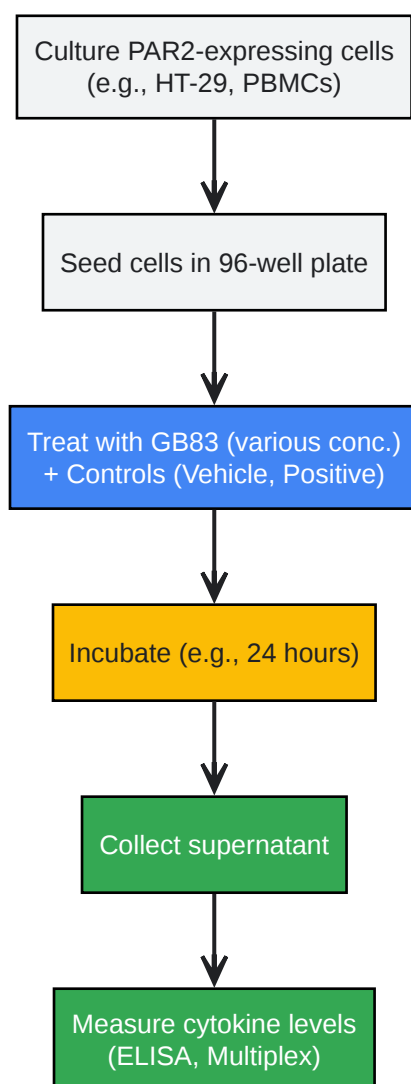 Culture PAR2-expressing cells
(e.g., HT-29, PBMCs)
Seed cells in 96-well plate
Treat with GB83 (various conc.)
+ Controls (Vehicle, Positive)
Incubate (e.g., 24 hours)
Collect supernatant
Measure cytokine levels
(ELISA, Multiplex)